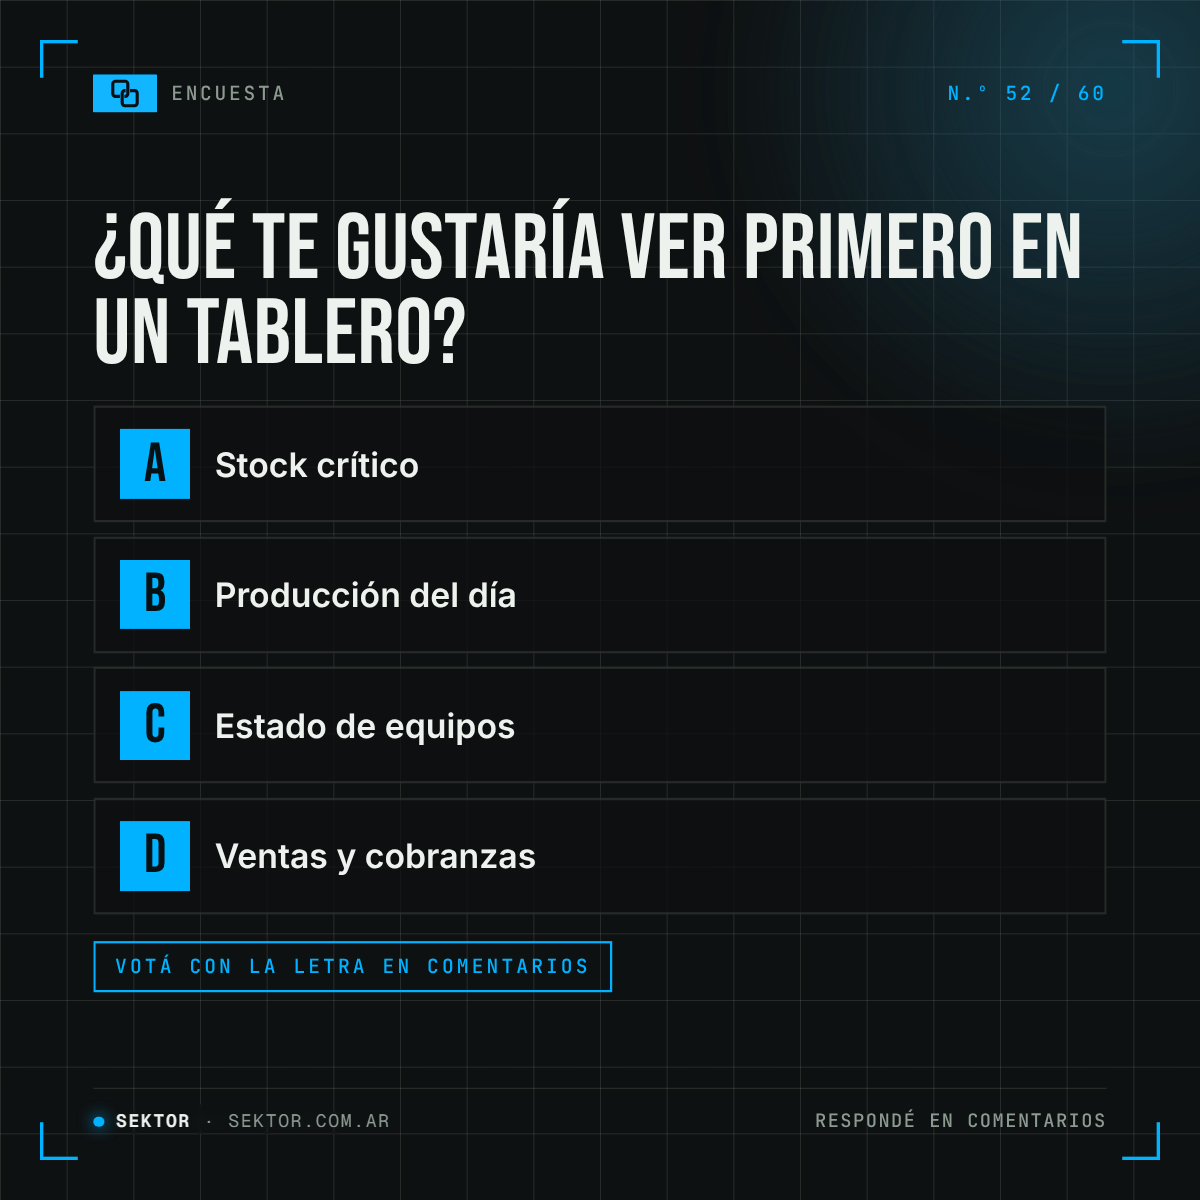 ENCUESTA
N.° 52 / 60
¿QUÉ TE GUSTARÍA VER PRIMERO EN
UN TABLERO?
A Stock crítico
B Producción del día
C Estado de equipos
D Ventas y cobranzas
VOTÁ CON LA LETRA EN COMENTARIOS
SEKTOR · SEKTOR.COM.AR
RESPONDÉ EN COMENTARIOS